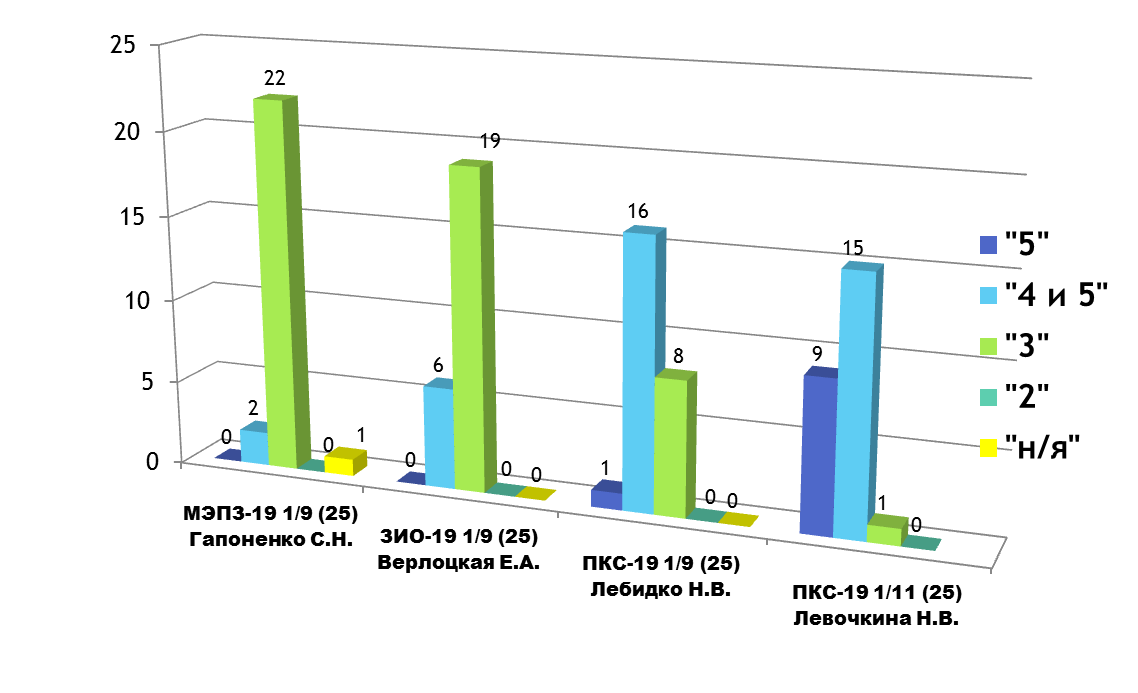 25
20
15
10
5
0
0
2
22
0
1
0
6
19
0
0
1
16
8
0
0
9
15
1
0
МЭПЗ-19 1/9 (25)
Гапоненко С.Н.
ЗИО-19 1/9 (25)
Верлоцкая Е.А.
ПКС-19 1/9 (25)
Лебидко Н.В.
ПКС-19 1/11 (25)
Левочкина Н.В.
"5"
"4 и 5"
"3"
"2"
"н/я"